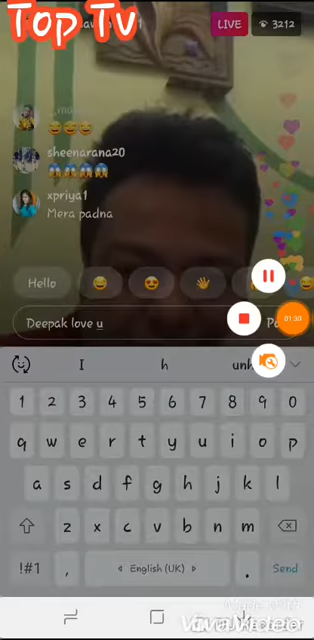 Top Tv
LIVE
3212
sheenarana20
xpriya1
Mera padna
Hello
Deepak love u
01:30
I
h
1 2 3 4 5 6 7 8 9 0
q w e r t y u i o p
a s d f g h j k l
z x c v b n m
!#1
,
English (UK)
.
Send